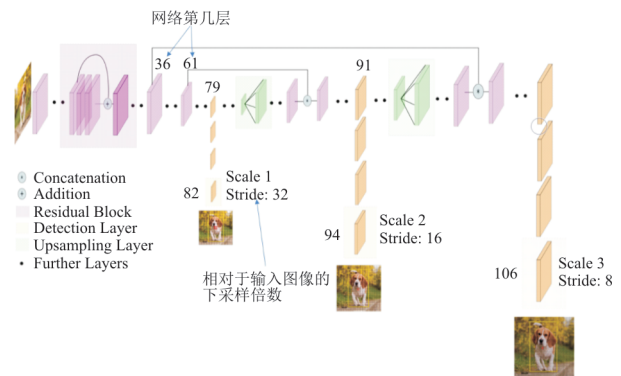 网络第几层
36 61
79
91
Concatenation
Addition
Residual Block
Detection Layer
Upsampling Layer
Further Layers
82
Scale 1
Stride: 32
94
Scale 2
Stride: 16
106
Scale 3
Stride: 8
相对于输入图像的
下采样倍数